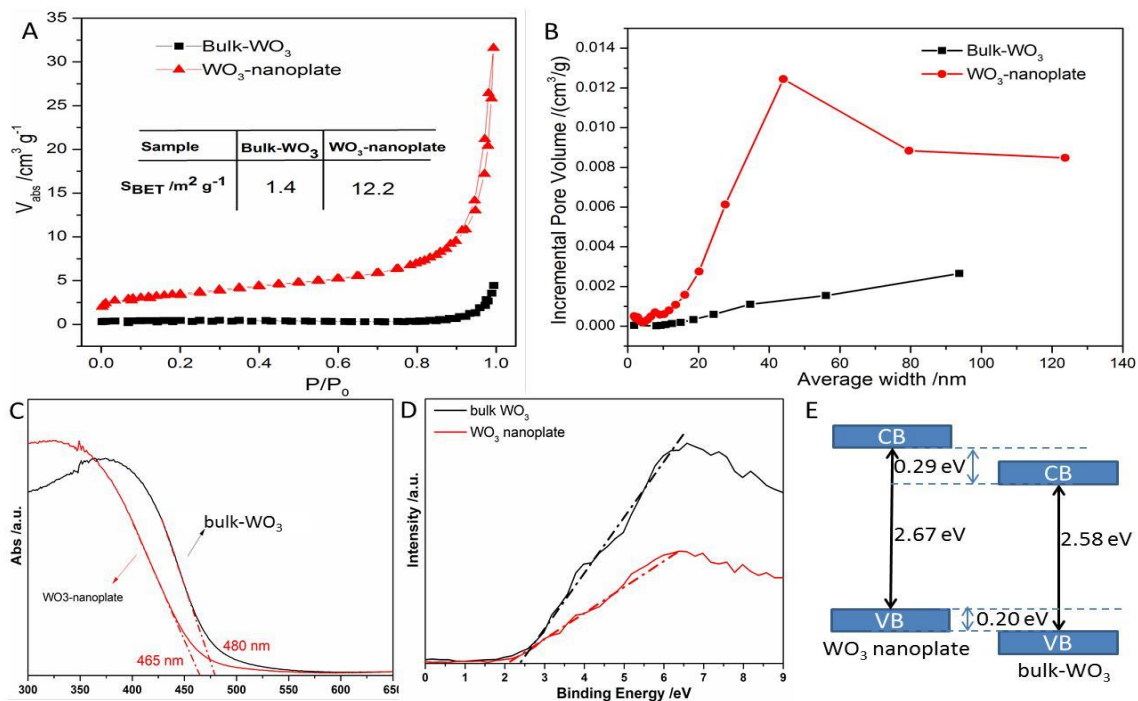 A
Bulk-WO₃
WO₃-nanoplate
Sample Bulk-WO₃ WO₃-nanoplate
S_BET /m² g⁻¹ 1.4 12.2
V_abs /cm³ g⁻¹
35
30
25
20
15
10
5
0
0.0 0.2 0.4 0.6 0.8 1.0
P/P₀
B
Bulk-WO₃
WO₃-nanoplate
Incremental Pore Volume /(cm³/g)
0.014
0.012
0.010
0.008
0.006
0.004
0.002
0.000
0 20 40 60 80 100 120 140
Average width /nm
C
bulk-WO₃
WO3-nanoplate
480 nm
465 nm
Abs /a.u.
300 350 400 450 500 550 600 650
Wavelength /nm
D
bulk WO₃
WO₃ nanoplate
Intensity /a.u.
0 1 2 3 4 5 6 7 8 9
Binding Energy /eV
E
CB
0.29 eV
CB
2.67 eV
2.58 eV
VB
0.20 eV
VB
WO₃ nanoplate
bulk-WO₃